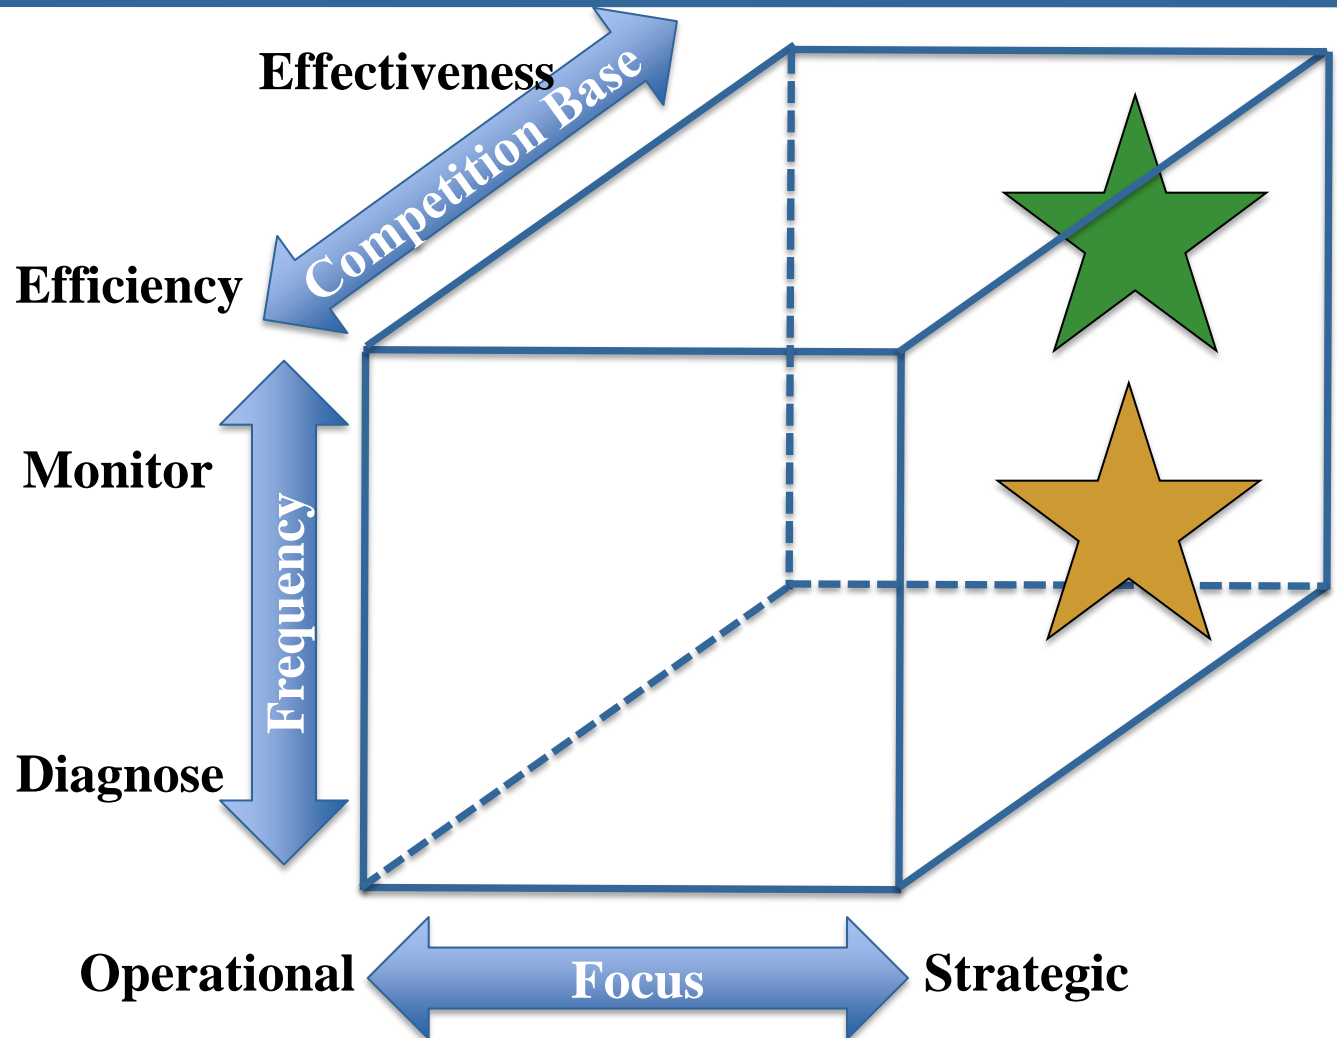 Effectiveness
Competition Base
Efficiency
Monitor
Frequency
Diagnose
Operational
Focus
Strategic